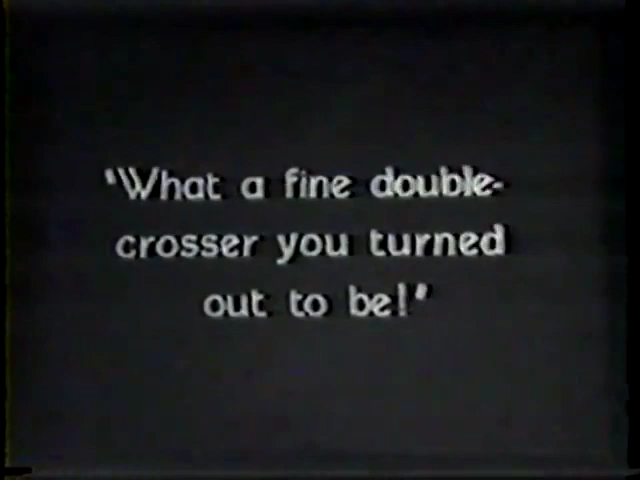 "What a fine double-
crosser you turned
out to be!"